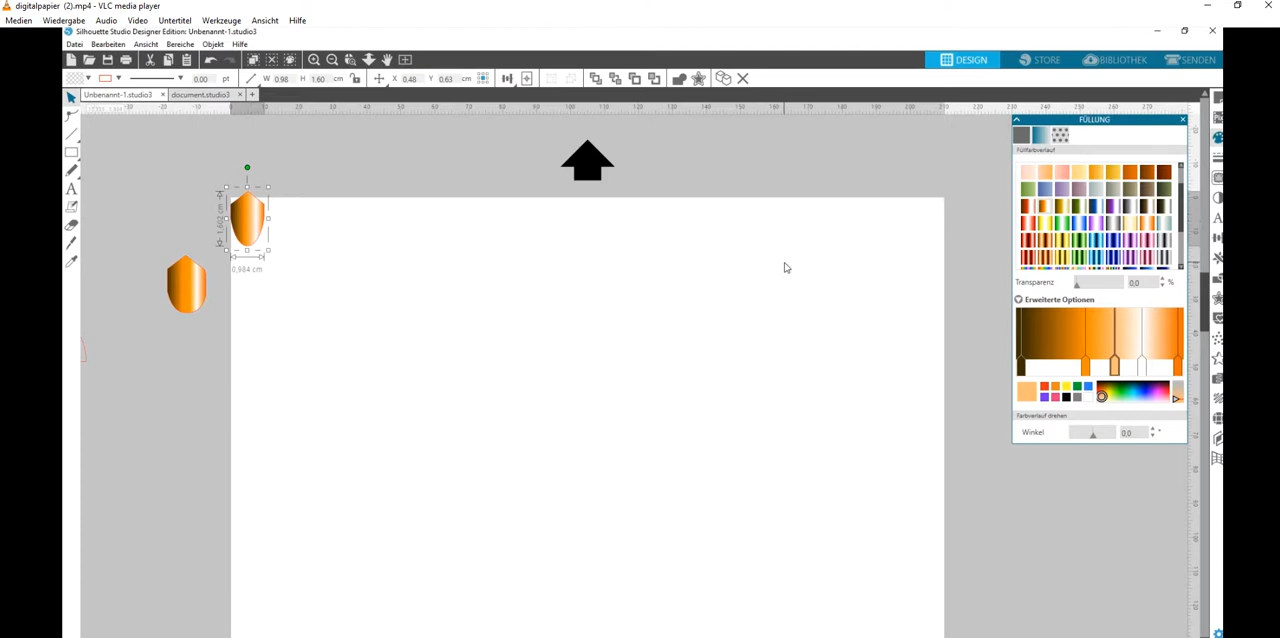 digitalpapier (2).mp4 - VLC media player
Medien Wiedergabe Audio Video Untertitel Werkzeuge Ansicht Hilfe
Silhouette Studio Designer Edition: Unbenannt-1.studio3
Datei Bearbeiten Ansicht Bereiche Objekt Hilfe
DESIGN STORE BIBLIOTHEK SENDEN
0.00 pt W 0.98 H 1.60 cm X 0.48 Y 0.63 cm
Unbenannt-1.studio3 document.studio3
FÜLLUNG
Füllfarbverlauf
1,602 cm
0,984 cm
Transparenz 0,0 %
Erweiterte Optionen
Farbverlauf drehen
Winkel 0,0 °